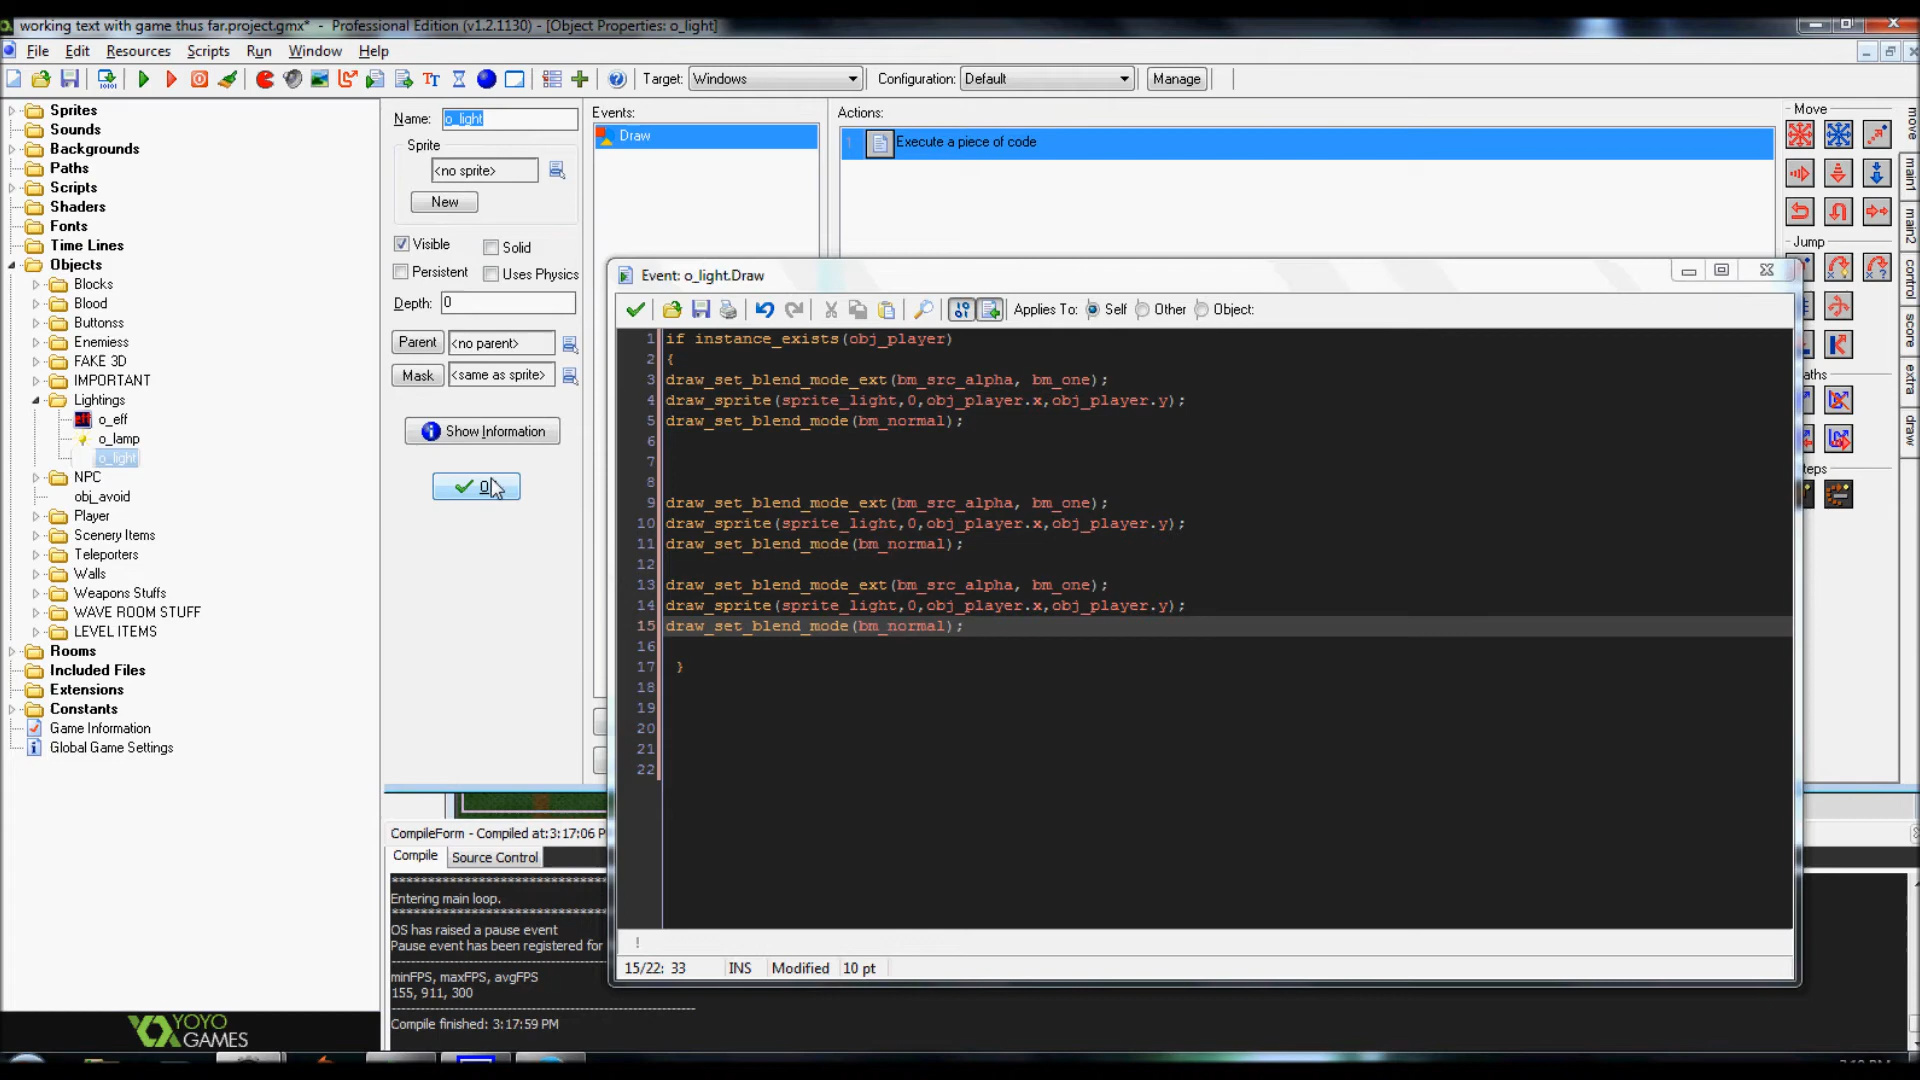 working text with game thus far.project.gmx* - Professional Edition (v1.2.1130) - [Object Properties: o_light]
File Edit Resources Scripts Run Window Help
Target: Windows Configuration: Default Manage
Sprites
Sounds
Backgrounds
Paths
Scripts
Shaders
Fonts
Time Lines
Objects
Blocks
Blood
Buttonss
Enemiess
FAKE 3D
IMPORTANT
Lightings
o_eff
o_lamp
o_light
NPC
obj_avoid
Player
Scenery Items
Teleporters
Walls
Weapons Stuffs
WAVE ROOM STUFF
LEVEL ITEMS
Rooms
Included Files
Extensions
Constants
Game Information
Global Game Settings
YOYO
GAMES
Name: o_light
Sprite
<no sprite>
New
Visible Solid
Persistent Uses Physics
Depth: 0
Parent <no parent>
Mask <same as sprite>
Show Information
Events:
Draw
Actions:
1 Execute a piece of code
Move
Jump
move
main1
main2
control
score
extra
draw
Event: o_light.Draw
Applies To: Self Other Object:
1 if instance_exists(obj_player)
2 {
3 draw_set_blend_mode_ext(bm_src_alpha, bm_one);
4 draw_sprite(sprite_light,0,obj_player.x,obj_player.y);
5 draw_set_blend_mode(bm_normal);
6
7
8
9 draw_set_blend_mode_ext(bm_src_alpha, bm_one);
10 draw_sprite(sprite_light,0,obj_player.x,obj_player.y);
11 draw_set_blend_mode(bm_normal);
12
13 draw_set_blend_mode_ext(bm_src_alpha, bm_one);
14 draw_sprite(sprite_light,0,obj_player.x,obj_player.y);
15 draw_set_blend_mode(bm_normal);
16
17 }
18
19
20
21
22
!
15/22: 33 INS Modified 10 pt
CompileForm - Compiled at:3:17:06 P
Compile Source Control
******************************************
Entering main loop.
******************************************
OS has raised a pause event
Pause event has been registered for
minFPS, maxFPS, avgFPS
155, 911, 300
Compile finished: 3:17:59 PM